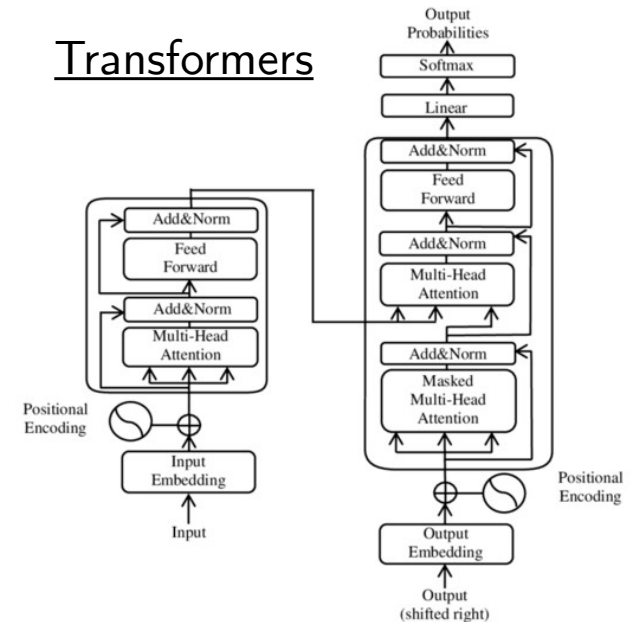 Transformers
Output
Probabilities
Softmax
Linear
Add&Norm
Feed
Forward
Add&Norm
Multi-Head
Attention
Add&Norm
Masked
Multi-Head
Attention
Positional
Encoding
Output
Embedding
Output
(shifted right)
Add&Norm
Feed
Forward
Add&Norm
Multi-Head
Attention
Positional
Encoding
Input
Embedding
Input